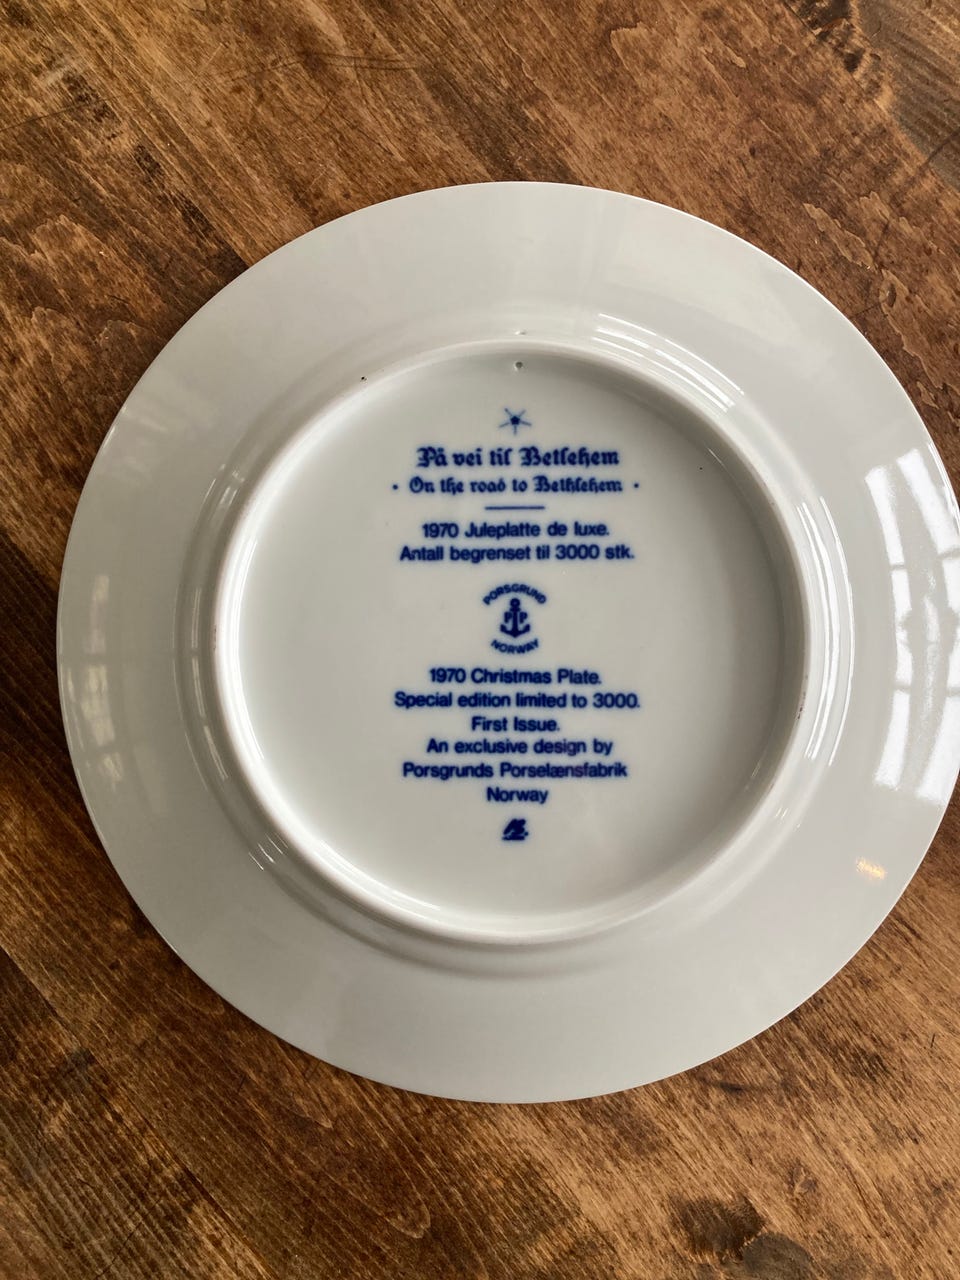 På vei til Betlehem
· On the road to Bethlehem ·
1970 Juleplatte de luxe.
Antall begrenset til 3000 stk.
PORSGRUND
PP
NORWAY
1970 Christmas Plate.
Special edition limited to 3000.
First Issue.
An exclusive design by
Porsgrunds Porselænsfabrik
Norway